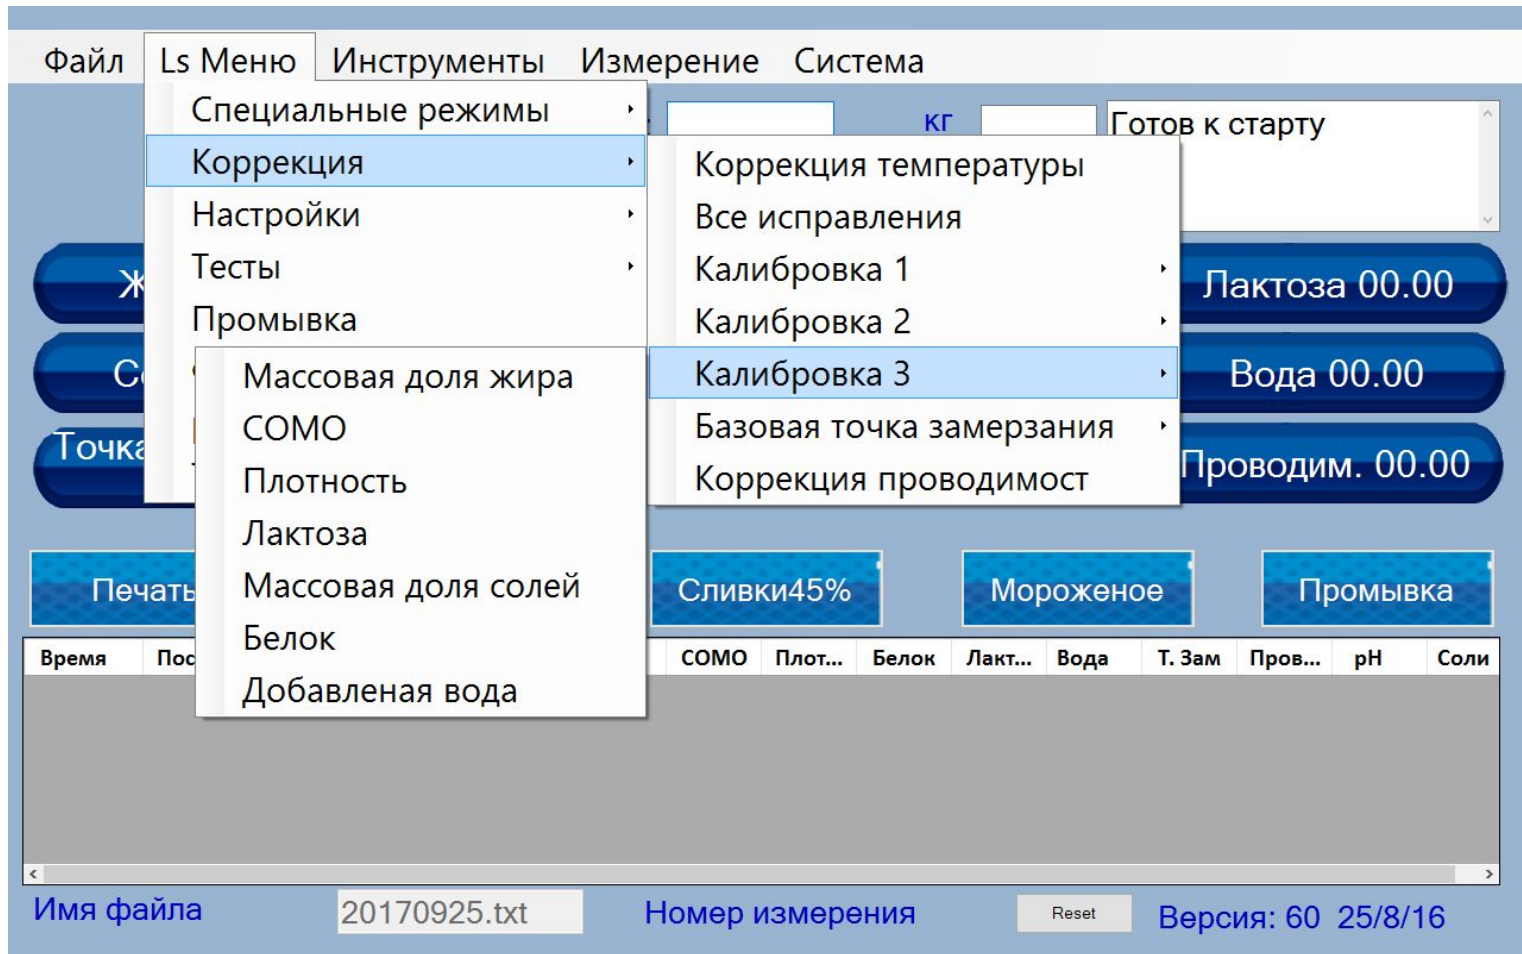 Файл Ls Меню Инструменты Измерение Система
Специальные режимы
кг
Готов к старту
Коррекция
Коррекция температуры
Настройки
Все исправления
Тесты
Калибровка 1
Лактоза 00.00
Промывка
Калибровка 2
Массовая доля жира
Калибровка 3
Вода 00.00
СОМО
Базовая точка замерзания
Точка
Плотность
Коррекция проводимост
Проводим. 00.00
Лактоза
Массовая доля солей
Печать
Сливки45%
Мороженое
Промывка
Белок
Время Пос СОМО Плот... Белок Лакт... Вода Т. Зам Пров... pH Соли
Добавленая вода
Имя файла 20170925.txt Номер измерения Reset Версия: 60 25/8/16